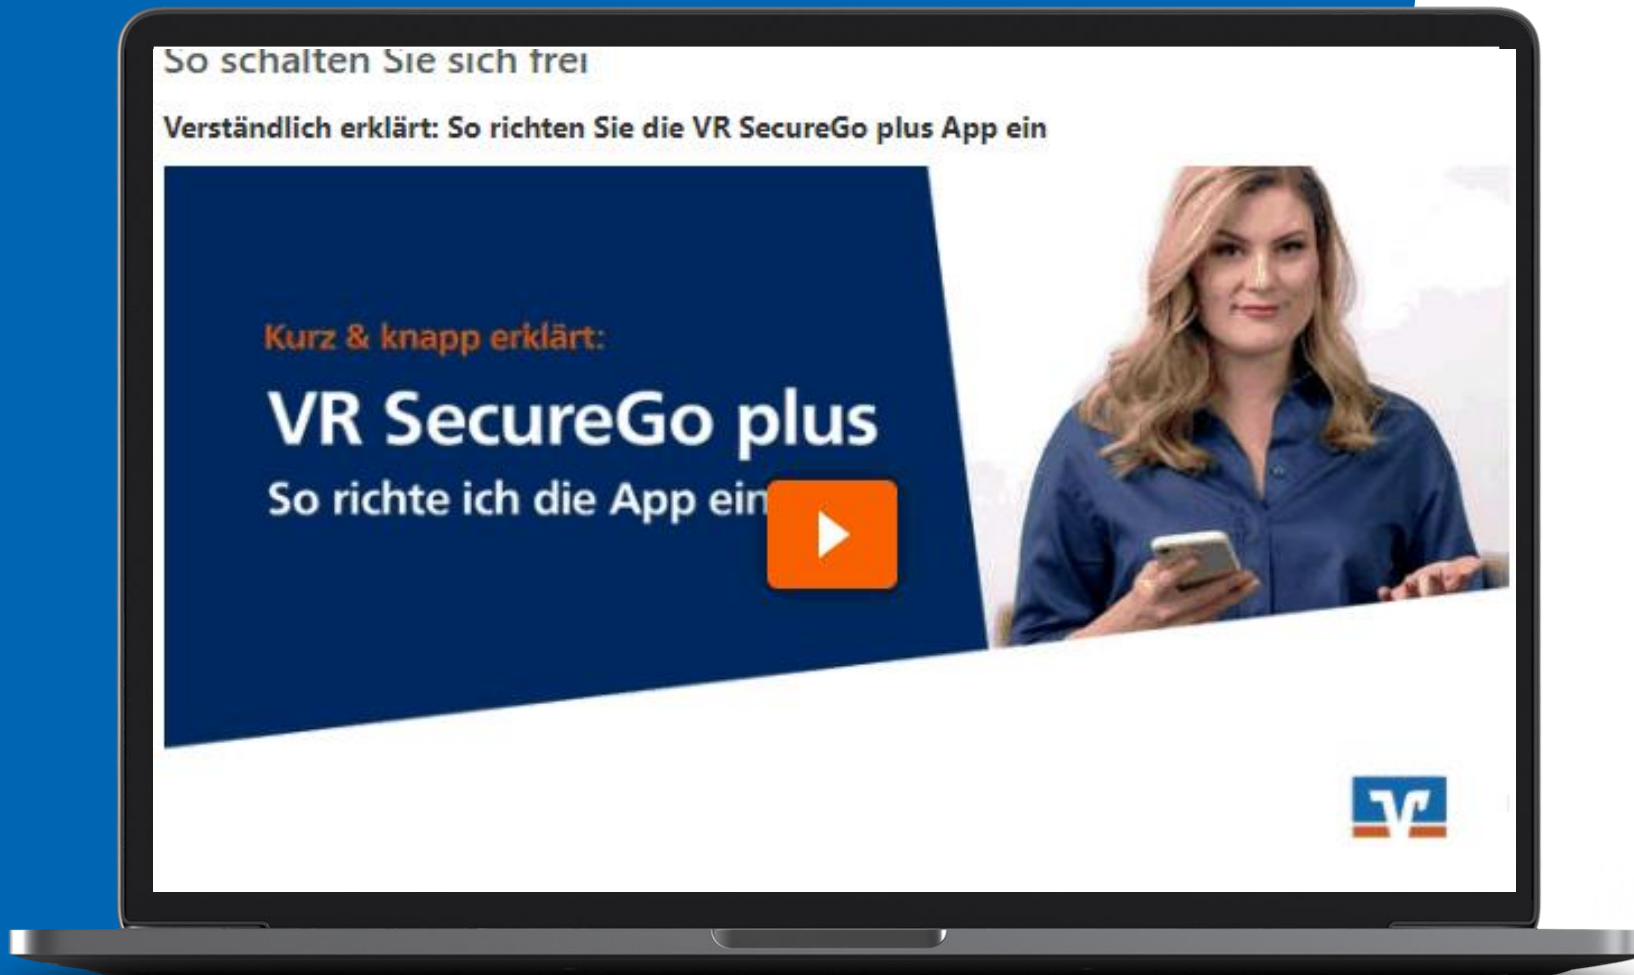 So schalten Sie sich frei
Verständlich erklärt: So richten Sie die VR SecureGo plus App ein
Kurz & knapp erklärt:
VR SecureGo plus
So richte ich die App ein